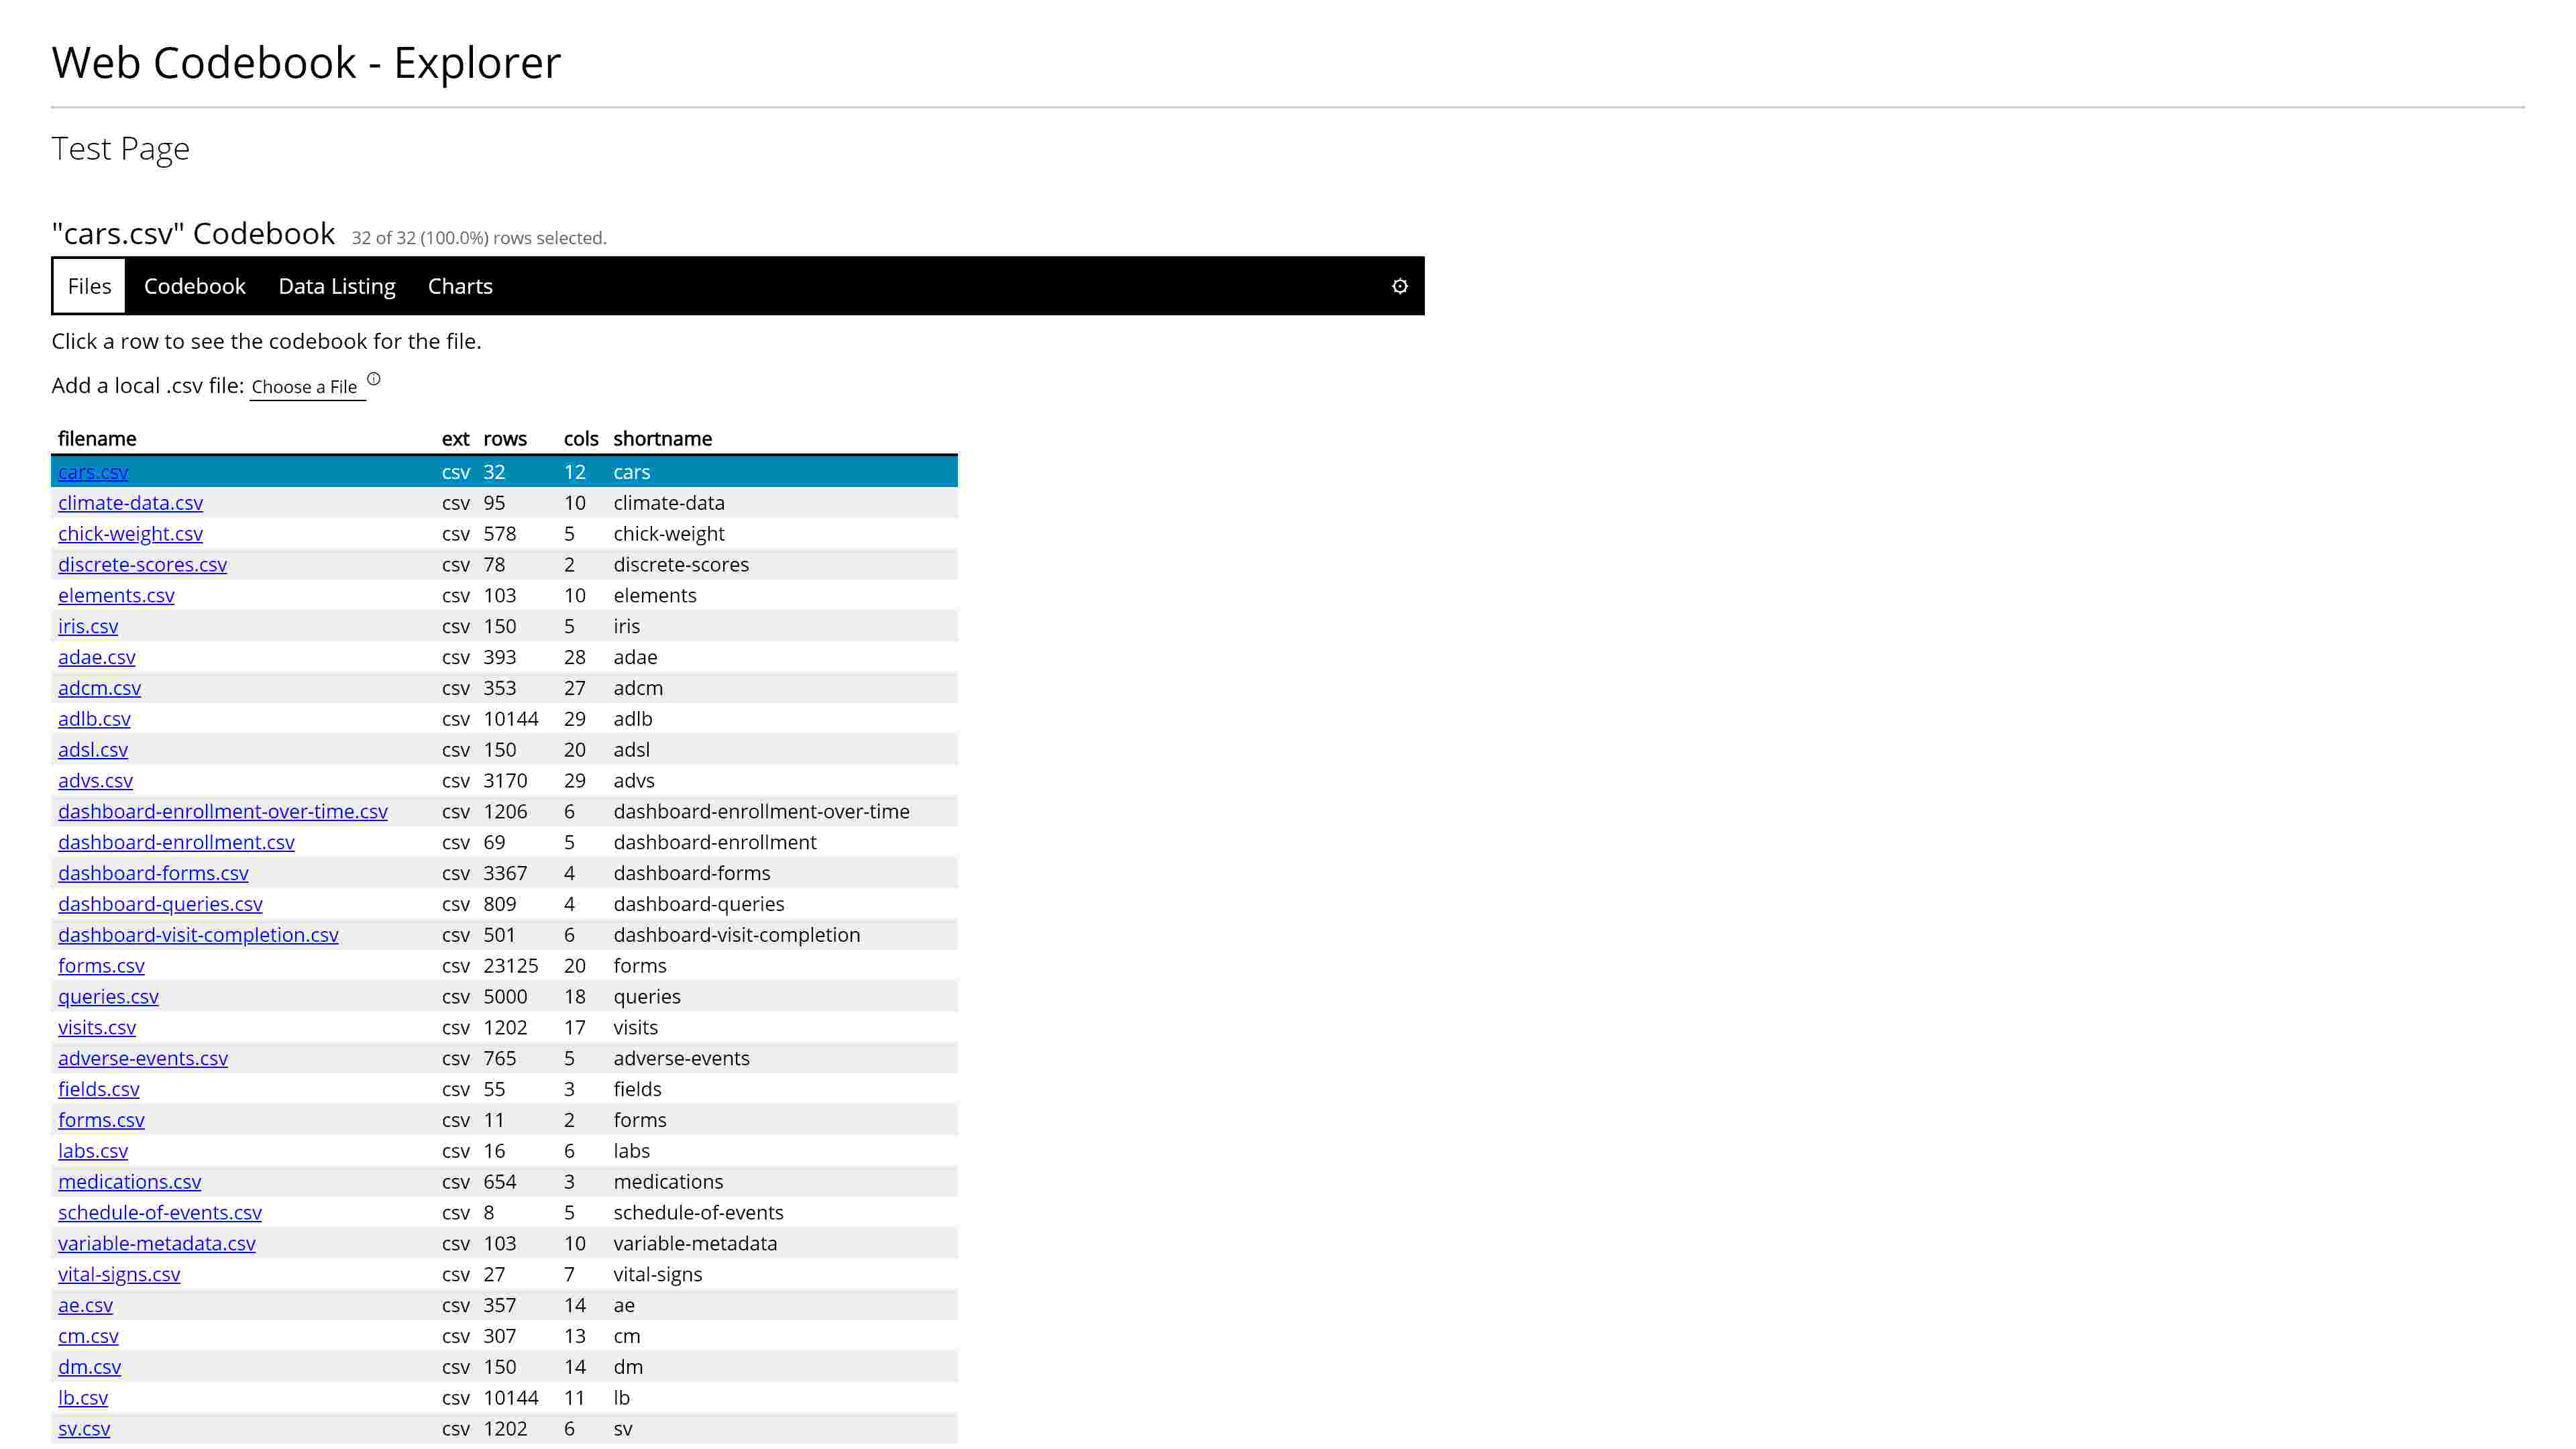 Web Codebook - Explorer
Test Page
"cars.csv" Codebook 32 of 32 (100.0%) rows selected.
Files Codebook Data Listing Charts
Click a row to see the codebook for the file.
Add a local .csv file: Choose a File
filename ext rows cols shortname
cars.csv csv 32 12 cars
climate-data.csv csv 95 10 climate-data
chick-weight.csv csv 578 5 chick-weight
discrete-scores.csv csv 78 2 discrete-scores
elements.csv csv 103 10 elements
iris.csv csv 150 5 iris
adae.csv csv 393 28 adae
adcm.csv csv 353 27 adcm
adlb.csv csv 10144 29 adlb
adsl.csv csv 150 20 adsl
advs.csv csv 3170 29 advs
dashboard-enrollment-over-time.csv csv 1206 6 dashboard-enrollment-over-time
dashboard-enrollment.csv csv 69 5 dashboard-enrollment
dashboard-forms.csv csv 3367 4 dashboard-forms
dashboard-queries.csv csv 809 4 dashboard-queries
dashboard-visit-completion.csv csv 501 6 dashboard-visit-completion
forms.csv csv 23125 20 forms
queries.csv csv 5000 18 queries
visits.csv csv 1202 17 visits
adverse-events.csv csv 765 5 adverse-events
fields.csv csv 55 3 fields
forms.csv csv 11 2 forms
labs.csv csv 16 6 labs
medications.csv csv 654 3 medications
schedule-of-events.csv csv 8 5 schedule-of-events
variable-metadata.csv csv 103 10 variable-metadata
vital-signs.csv csv 27 7 vital-signs
ae.csv csv 357 14 ae
cm.csv csv 307 13 cm
dm.csv csv 150 14 dm
lb.csv csv 10144 11 lb
sv.csv csv 1202 6 sv